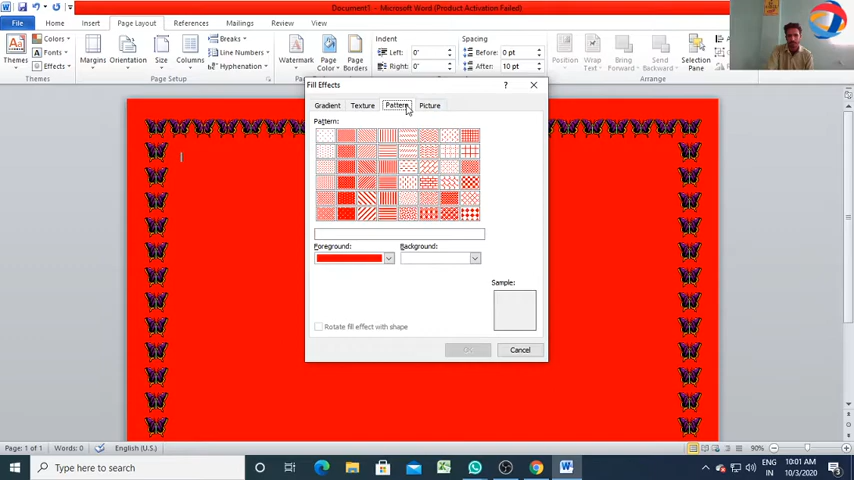 Document1 - Microsoft Word (Product Activation Failed)
File Home Insert Page Layout References Mailings Review View
Themes
Colors
Fonts
Effects
Themes
Margins
Orientation
Size
Columns
Breaks
Line Numbers
Hyphenation
Page Setup
Watermark
Page Color
Page Borders
Indent
Left: 0"
Right: 0"
Spacing
Before: 0 pt
After: 10 pt
Position
Wrap Text
Bring Forward
Send Backward
Selection Pane
Arrange
Fill Effects ?
Gradient Texture Pattern Picture
Pattern:
Foreground: Background:
Sample:
Rotate fill effect with shape
OK Cancel
Page: 1 of 1 Words: 0 English (U.S.) 90%
Type here to search
ENG
IN
10:01 AM
10/3/2020